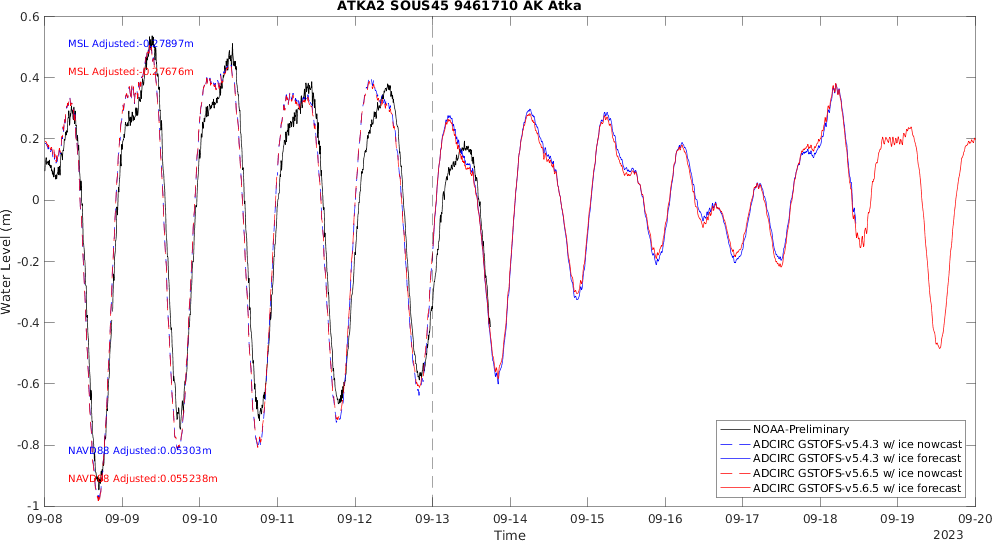 ATKA2 SOUS45 9461710 AK Atka
0.6
0.4
0.2
0
-0.2
-0.4
-0.6
-0.8
-1
Water Level (m)
MSL Adjusted:-0.27897m
MSL Adjusted:-0.27676m
NAVD88 Adjusted:0.05303m
NAVD88 Adjusted:0.055238m
NOAA-Preliminary
ADCIRC GSTOFS-v5.4.3 w/ ice nowcast
ADCIRC GSTOFS-v5.4.3 w/ ice forecast
ADCIRC GSTOFS-v5.6.5 w/ ice nowcast
ADCIRC GSTOFS-v5.6.5 w/ ice forecast
09-08 09-09 09-10 09-11 09-12 09-13 09-14 09-15 09-16 09-17 09-18 09-19 09-20
Time
2023